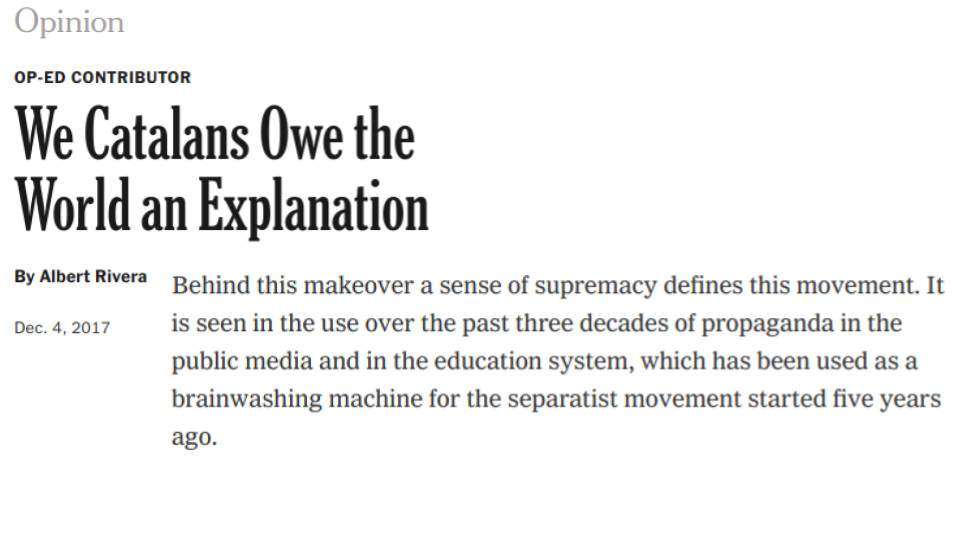 Opinion
OP-ED CONTRIBUTOR
We Catalans Owe the
World an Explanation
By Albert Rivera
Dec. 4, 2017
Behind this makeover a sense of supremacy defines this movement. It
is seen in the use over the past three decades of propaganda in the
public media and in the education system, which has been used as a
brainwashing machine for the separatist movement started five years
ago.